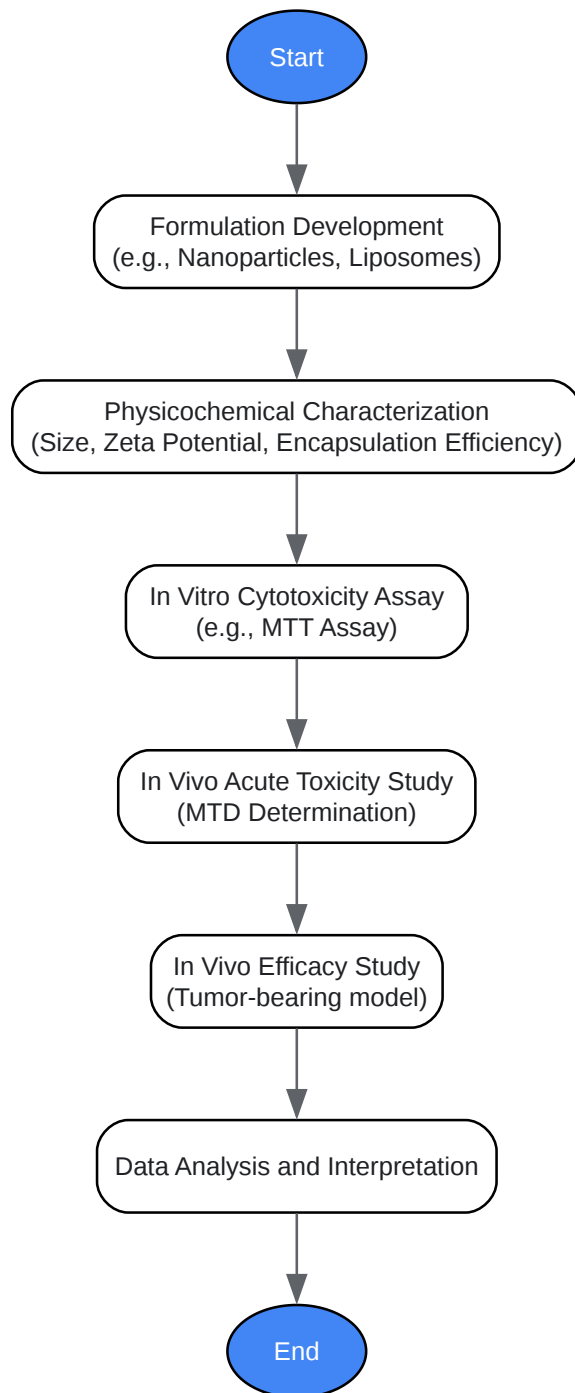 Start
Formulation Development
(e.g., Nanoparticles, Liposomes)
Physicochemical Characterization
(Size, Zeta Potential, Encapsulation Efficiency)
In Vitro Cytotoxicity Assay
(e.g., MTT Assay)
In Vivo Acute Toxicity Study
(MTD Determination)
In Vivo Efficacy Study
(Tumor-bearing model)
Data Analysis and Interpretation
End